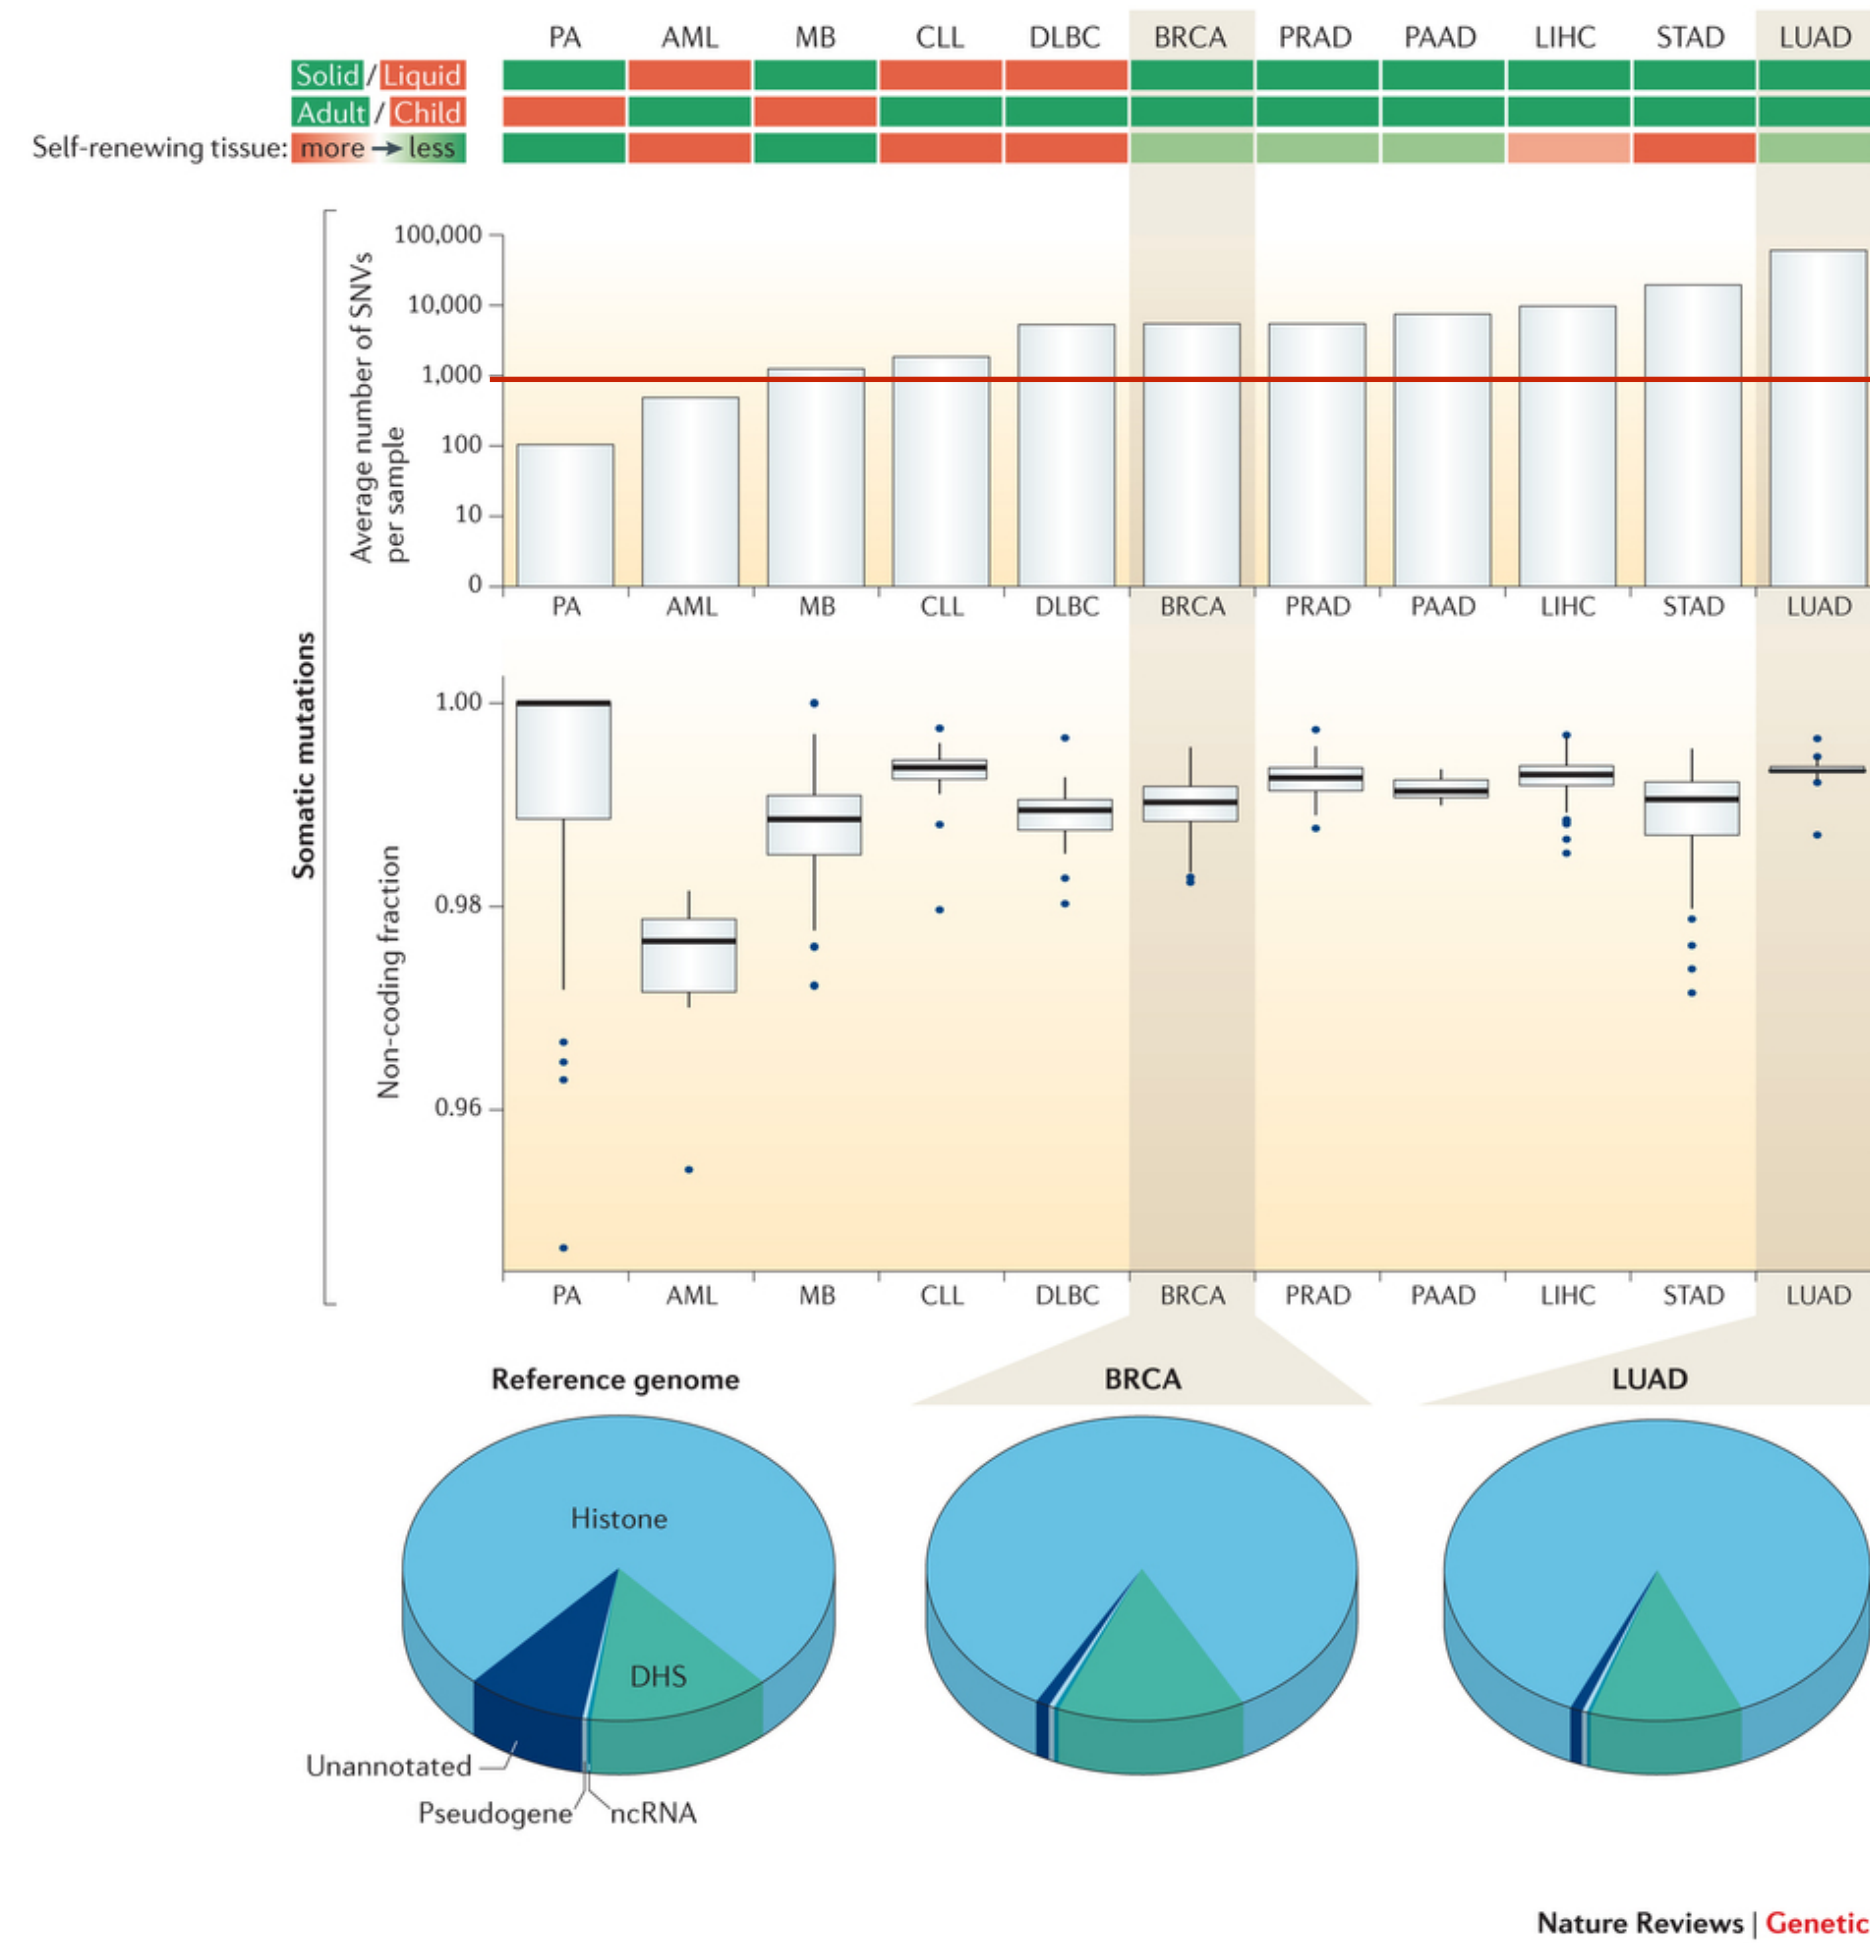 PA AML MB CLL DLBC BRCA PRAD PAAD LIHC STAD LUAD
Solid / Liquid
Adult / Child
Self-renewing tissue: more → less
Somatic mutations
Average number of SNVs
per sample
100,000
10,000
1,000
100
10
0
PA AML MB CLL DLBC BRCA PRAD PAAD LIHC STAD LUAD
Non-coding fraction
1.00
0.98
0.96
PA AML MB CLL DLBC BRCA PRAD PAAD LIHC STAD LUAD
Reference genome
BRCA
LUAD
Histone
DHS
Unannotated
Pseudogene
ncRNA
Nature Reviews | Genetic